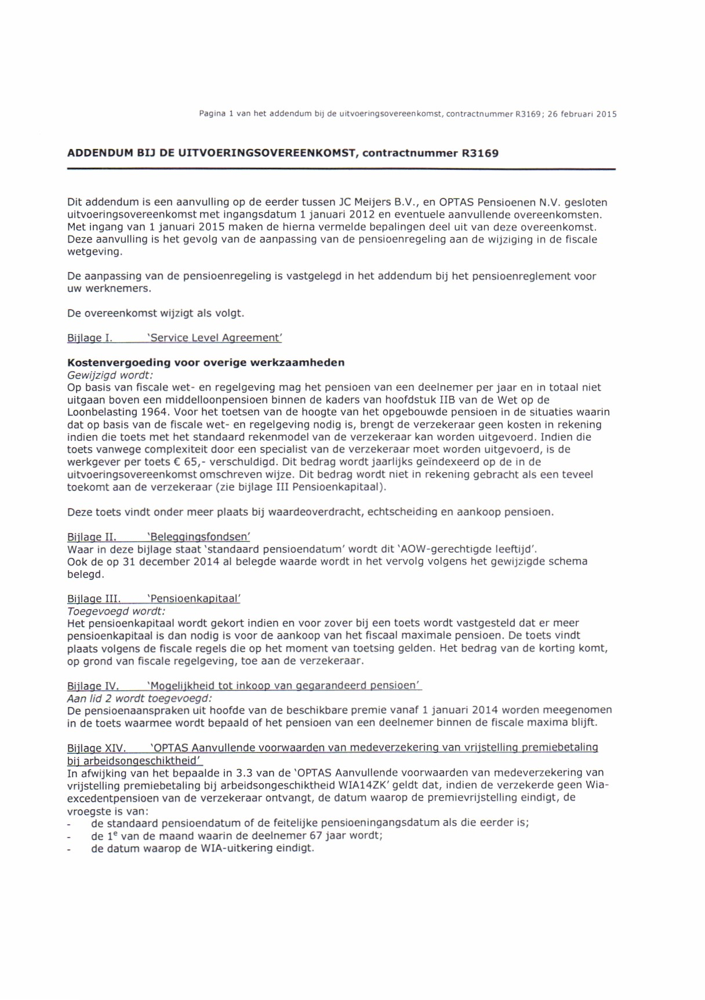 Pagina 1 van het addendum bij de uitvoeringsovereenkomst, contractnummer R3169; 26 februari 2015
ADDENDUM BIJ DE UITVOERINGSOVEREENKOMST, contractnummer R3169
Dit addendum is een aanvulling op de eerder tussen JC Meijers B.V., en OPTAS Pensioenen N.V. gesloten
uitvoeringsovereenkomst met ingangsdatum 1 januari 2012 en eventuele aanvullende overeenkomsten.
Met ingang van 1 januari 2015 maken de hierna vermelde bepalingen deel uit van deze overeenkomst.
Deze aanvulling is het gevolg van de aanpassing van de pensioenregeling aan de wijziging in de fiscale
wetgeving.
De aanpassing van de pensioenregeling is vastgelegd in het addendum bij het pensioenreglement voor
uw werknemers.
De overeenkomst wijzigt als volgt.
Bijlage I. ‘Service Level Agreement’
Kostenvergoeding voor overige werkzaamheden
Gewijzigd wordt:
Op basis van fiscale wet- en regelgeving mag het pensioen van een deelnemer per jaar en in totaal niet
uitgaan boven een middelloonpensioen binnen de kaders van hoofdstuk IIB van de Wet op de
Loonbelasting 1964. Voor het toetsen van de hoogte van het opgebouwde pensioen in de situaties waarin
dat op basis van de fiscale wet- en regelgeving nodig is, brengt de verzekeraar geen kosten in rekening
indien die toets met het standaard rekenmodel van de verzekeraar kan worden uitgevoerd. Indien die
toets vanwege complexiteit door een specialist van de verzekeraar moet worden uitgevoerd, is de
werkgever per toets € 65,- verschuldigd. Dit bedrag wordt jaarlijks geïndexeerd op de in de
uitvoeringsovereenkomst omschreven wijze. Dit bedrag wordt niet in rekening gebracht als een teveel
toekomt aan de verzekeraar (zie bijlage III Pensioenkapitaal).
Deze toets vindt onder meer plaats bij waardeoverdracht, echtscheiding en aankoop pensioen.
Bijlage II. ‘Beleggingsfondsen’
Waar in deze bijlage staat ‘standaard pensioendatum’ wordt dit ‘AOW-gerechtigde leeftijd’.
Ook de op 31 december 2014 al belegde waarde wordt in het vervolg volgens het gewijzigde schema
belegd.
Bijlage III. ‘Pensioenkapitaal’
Toegevoegd wordt:
Het pensioenkapitaal wordt gekort indien en voor zover bij een toets wordt vastgesteld dat er meer
pensioenkapitaal is dan nodig is voor de aankoop van het fiscaal maximale pensioen. De toets vindt
plaats volgens de fiscale regels die op het moment van toetsing gelden. Het bedrag van de korting komt,
op grond van fiscale regelgeving, toe aan de verzekeraar.
Bijlage IV. ‘Mogelijkheid tot inkoop van gegarandeerd pensioen’
Aan lid 2 wordt toegevoegd:
De pensioenaanspraken uit hoofde van de beschikbare premie vanaf 1 januari 2014 worden meegenomen
in de toets waarmee wordt bepaald of het pensioen van een deelnemer binnen de fiscale maxima blijft.
Bijlage XIV. ‘OPTAS Aanvullende voorwaarden van medeverzekering van vrijstelling premiebetaling
bij arbeidsongeschiktheid’
In afwijking van het bepaalde in 3.3 van de ‘OPTAS Aanvullende voorwaarden van medeverzekering van
vrijstelling premiebetaling bij arbeidsongeschiktheid WIA14ZK’ geldt dat, indien de verzekerde geen Wia-
excedentpensioen van de verzekeraar ontvangt, de datum waarop de premievrijstelling eindigt, de
vroegste is van:
- de standaard pensioendatum of de feitelijke pensioeningangsdatum als die eerder is;
- de 1e van de maand waarin de deelnemer 67 jaar wordt;
- de datum waarop de WIA-uitkering eindigt.